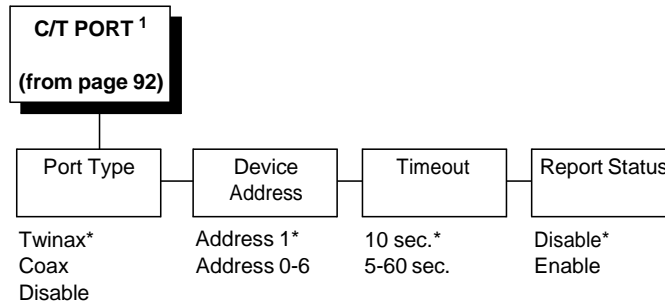 C/T PORT 1
(from page 92)
Port Type
Device
Address
Timeout
Report Status
Twinax*
Coax
Disable
Address 1*
Address 0-6
10 sec.*
5-60 sec.
Disable*
Enable